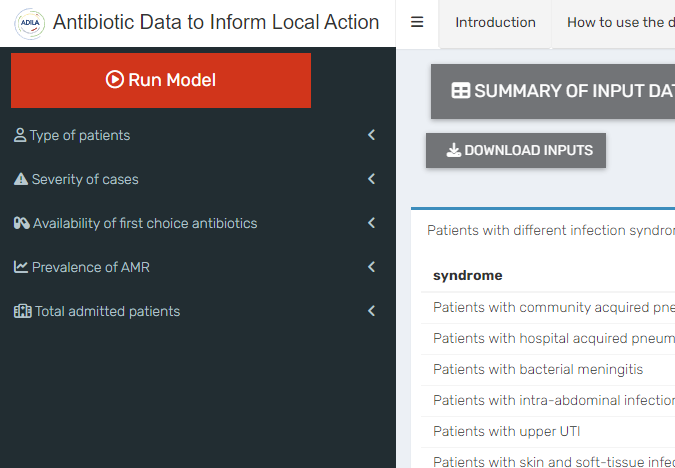 ADILA
Antibiotic Data to Inform Local Action
Introduction
How to use the d
Run Model
Type of patients
Severity of cases
Availability of first choice antibiotics
Prevalence of AMR
Total admitted patients
SUMMARY OF INPUT DAT
DOWNLOAD INPUTS
Patients with different infection syndron
syndrome
Patients with community acquired pne
Patients with hospital acquired pneum
Patients with bacterial meningitis
Patients with intra-abdominal infection
Patients with upper UTI
Patients with skin and soft-tissue infec